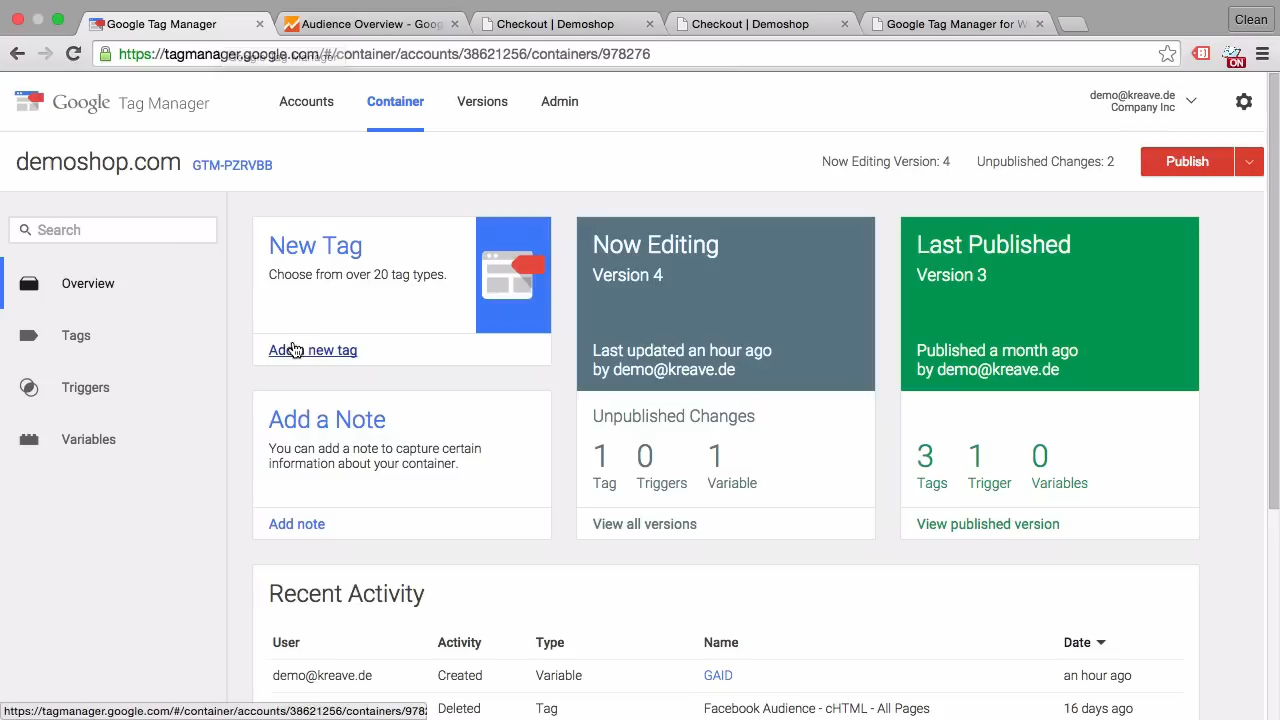 Google Tag Manager
Audience Overview - Goog
Checkout | Demoshop
Checkout | Demoshop
Google Tag Manager for W
Clean
https://tagmanager.google.com/#/container/accounts/38621256/containers/978276
ON
Google Tag Manager
Accounts
Container
Versions
Admin
demo@kreave.de
Company Inc
demoshop.com GTM-PZRVBB
Now Editing Version: 4
Unpublished Changes: 2
Publish
Search
Overview
Tags
Triggers
Variables
New Tag
Choose from over 20 tag types.
Add a new tag
Add a Note
You can add a note to capture certain
information about your container.
Add note
Now Editing
Version 4
Last updated an hour ago
by demo@kreave.de
Unpublished Changes
1 0 1
Tag Triggers Variable
View all versions
Last Published
Version 3
Published a month ago
by demo@kreave.de
3 1 0
Tags Trigger Variables
View published version
Recent Activity
User Activity Type Name Date
demo@kreave.de Created Variable GAID an hour ago
Deleted Tag Facebook Audience - cHTML - All Pages 16 days ago
https://tagmanager.google.com/#/container/accounts/38621256/containers/978